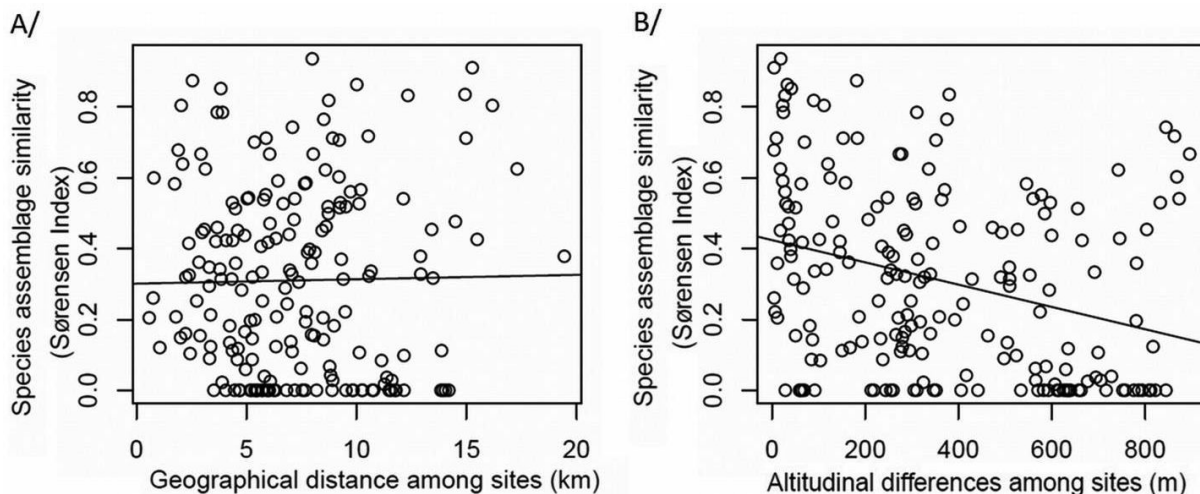 A/
Species assemblage similarity
(Sørensen Index)
0.0 0.2 0.4 0.6 0.8
0 5 10 15 20
Geographical distance among sites (km)
B/
Species assemblage similarity
(Sørensen Index)
0.0 0.2 0.4 0.6 0.8
0 200 400 600 800
Altitudinal differences among sites (m)